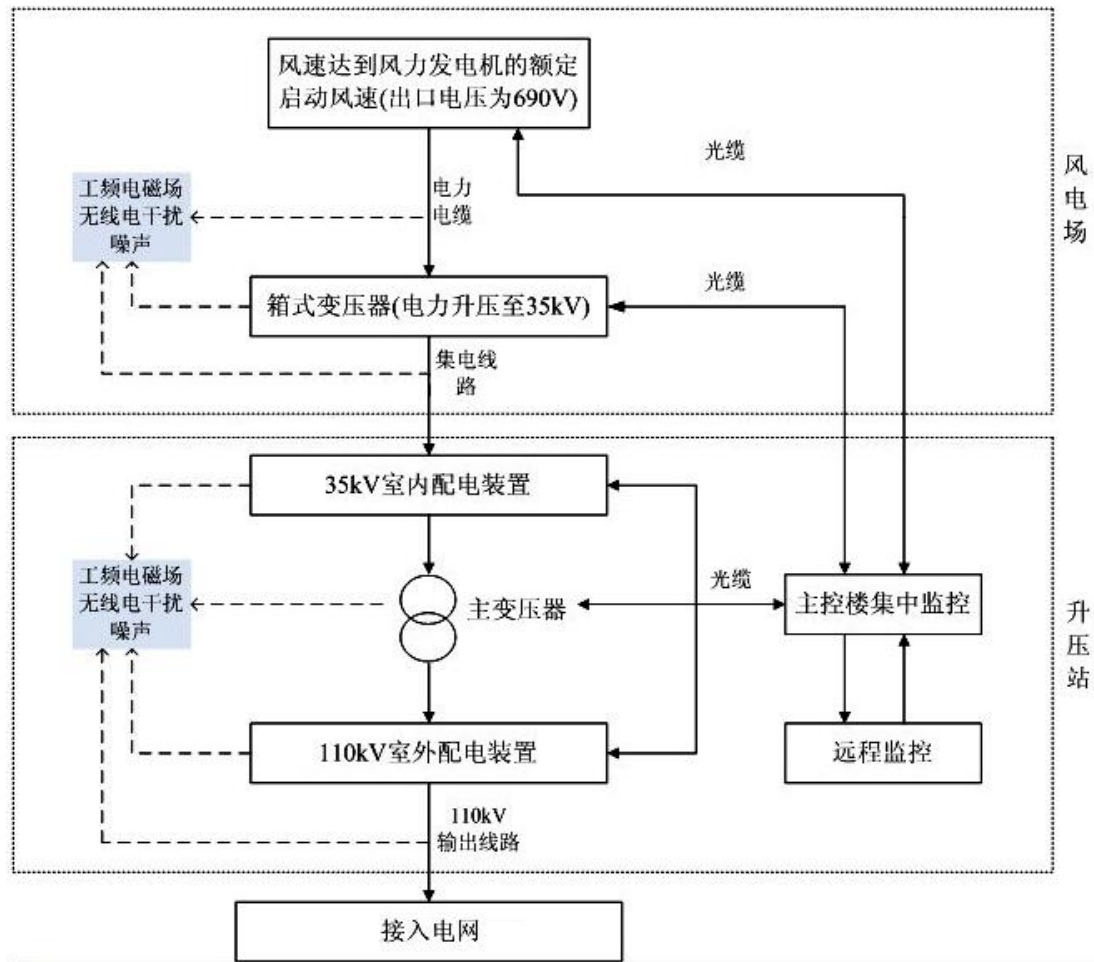 风速达到风力发电机的额定
启动风速(出口电压为690V)
光缆
风
电
场
工频电磁场
无线电干扰
噪声
电力
电缆
箱式变压器(电力升压至35kV)
光缆
集电线
路
35kV室内配电装置
工频电磁场
无线电干扰
噪声
主变压器
光缆
主控楼集中监控
升
压
站
110kV室外配电装置
远程监控
110kV
输出线路
接入电网